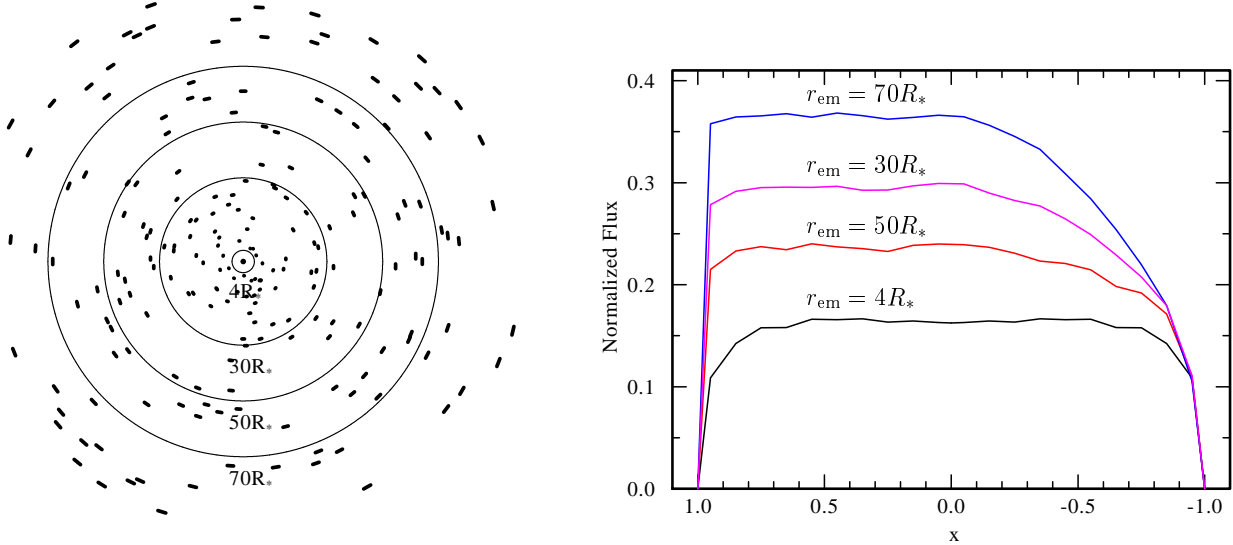 4R*
30R*
50R*
70R*
Normalized Flux
0.4
0.3
0.2
0.1
0.0
r_em = 70R*
r_em = 30R*
r_em = 50R*
r_em = 4R*
1.0 0.5 0.0 -0.5 -1.0
x